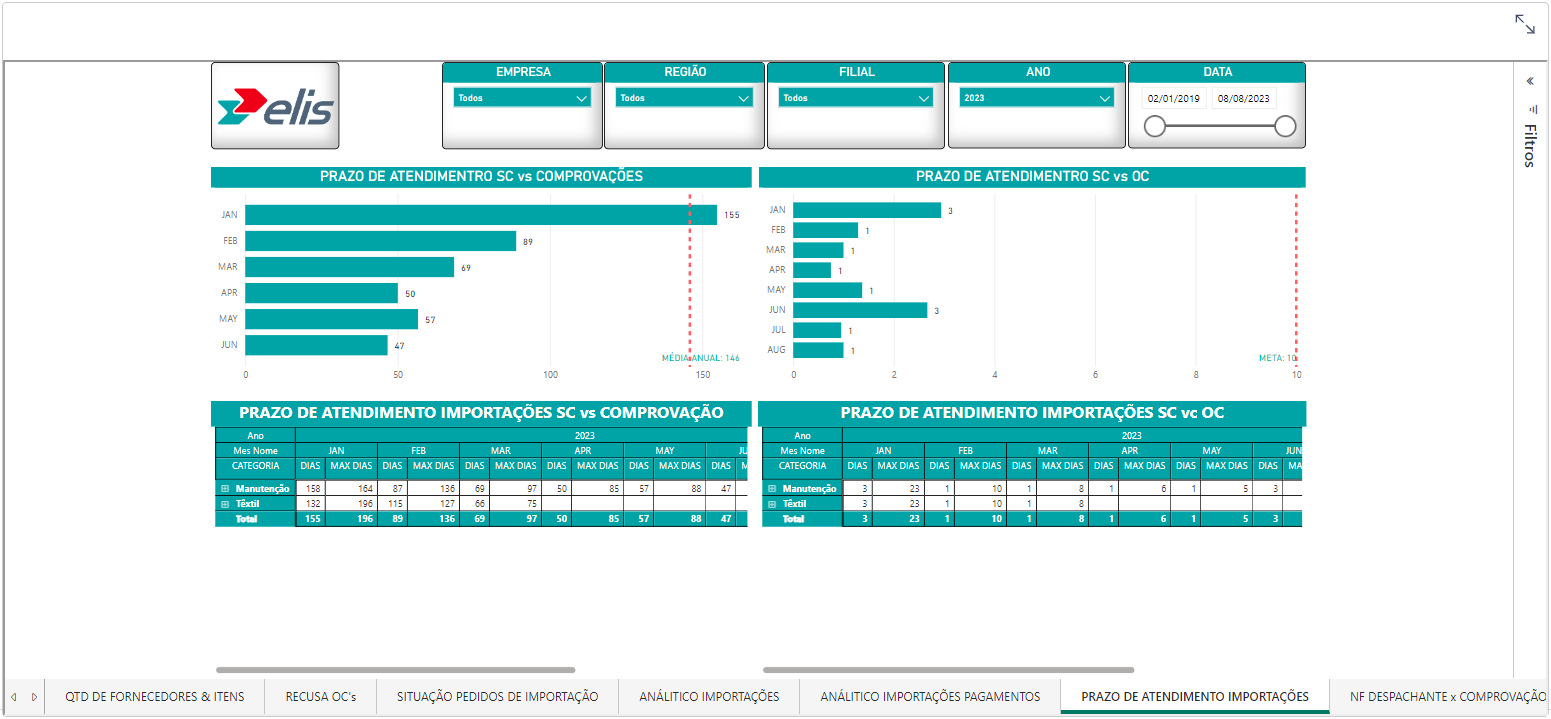 elis
EMPRESA
Todos
REGIÃO
Todos
FILIAL
Todos
ANO
2023
DATA
02/01/2019 08/08/2023
Filtros
PRAZO DE ATENDIMENTRO SC vs COMPROVAÇÕES
JAN 155
FEB 89
MAR 69
APR 50
MAY 57
JUN 47
MÉDIA ANUAL: 146
0 50 100 150
PRAZO DE ATENDIMENTRO SC vs OC
JAN 3
FEB 1
MAR 1
APR 1
MAY 1
JUN 3
JUL 1
AUG 1
META: 10
0 2 4 6 8 10
PRAZO DE ATENDIMENTO IMPORTAÇÕES SC vs COMPROVAÇÃO
Ano 2023
Mes Nome JAN FEB MAR APR MAY JU
CATEGORIA DIAS MAX DIAS DIAS MAX DIAS DIAS MAX DIAS DIAS MAX DIAS DIAS MAX DIAS DIAS M
Manutenção 158 164 87 136 69 97 50 85 57 88 47
Têxtil 132 196 115 127 66 75
Total 155 196 89 136 69 97 50 85 57 88 47
PRAZO DE ATENDIMENTO IMPORTAÇÕES SC vc OC
Ano 2023
Mes Nome JAN FEB MAR APR MAY JUN
CATEGORIA DIAS MAX DIAS DIAS MAX DIAS DIAS MAX DIAS DIAS MAX DIAS DIAS MAX DIAS DIAS MA
Manutenção 3 23 1 10 1 8 1 6 1 5 3
Têxtil 3 23 1 10 1 8
Total 3 23 1 10 1 8 1 6 1 5 3
QTD DE FORNECEDORES & ITENS RECUSA OC's SITUAÇÃO PEDIDOS DE IMPORTAÇÃO ANÁLITICO IMPORTAÇÕES ANÁLITICO IMPORTAÇÕES PAGAMENTOS PRAZO DE ATENDIMENTO IMPORTAÇÕES NF DESPACHANTE x COMPROVAÇÃO